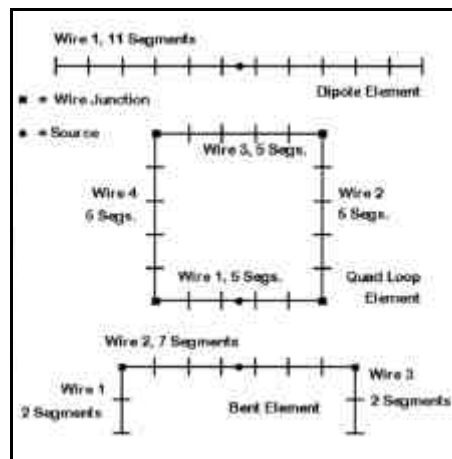 Wire 1, 11 Segments
Dipole Element
= Wire Junction
= Source
Wire 3, 5 Segs.
Wire 4
5 Segs.
Wire 2
5 Segs.
Wire 1, 5 Segs.
Quad Loop
Element
Wire 2, 7 Segments
Wire 1
2 Segments
Bent Element
Wire 3
2 Segments